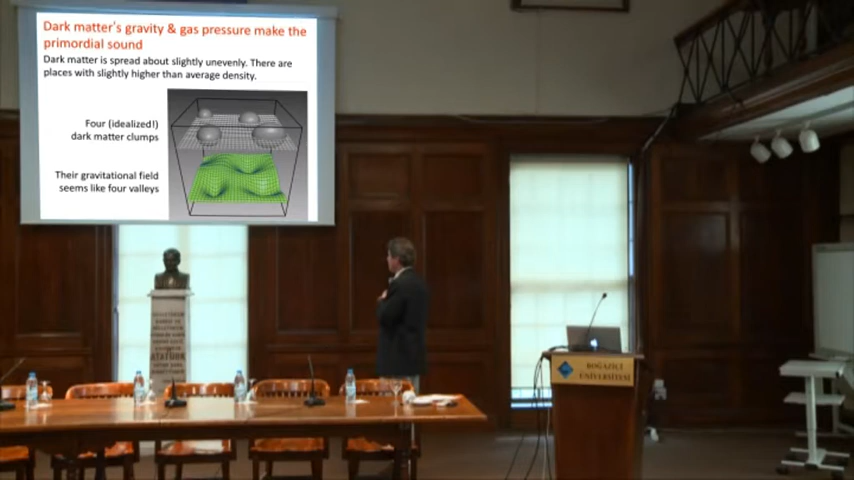 Dark matter's gravity & gas pressure make the
primordial sound
Dark matter is spread about slightly unevenly. There are
places with slightly higher than average density.
Four (idealized!)
dark matter clumps
Their gravitational field
seems like four valleys
ATATÜRK
BOĞAZİÇİ
ÜNİVERSİTESİ